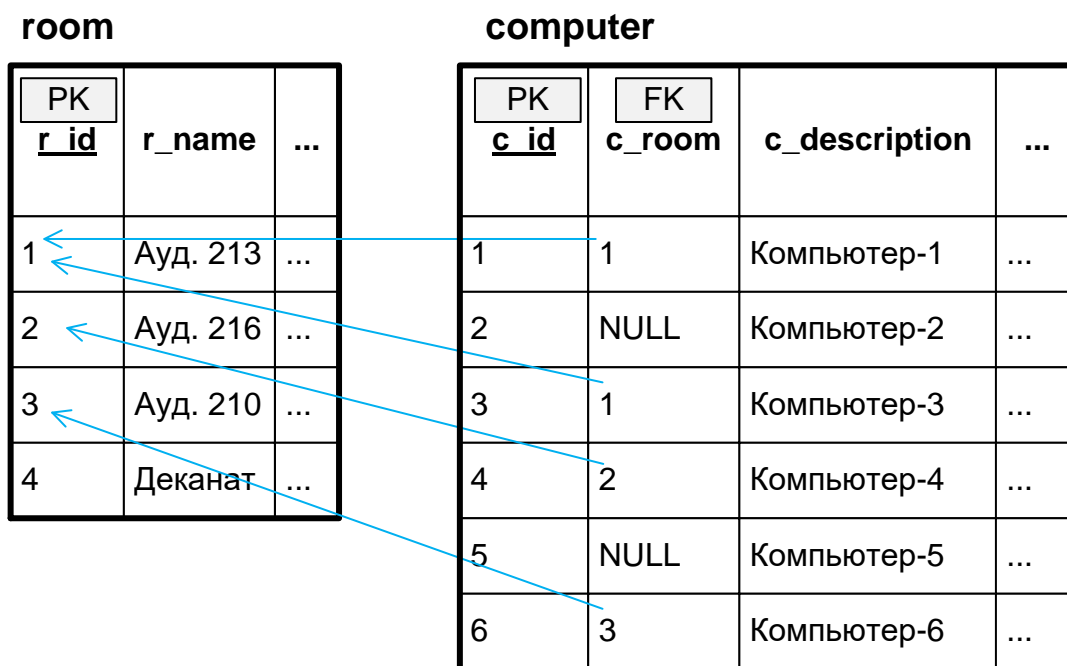 room
PK
r_id r_name ...
1 Ауд. 213 ...
2 Ауд. 216 ...
3 Ауд. 210 ...
4 Деканат ...
computer
PK FK
c_id c_room c_description ...
1 1 Компьютер-1 ...
2 NULL Компьютер-2 ...
3 1 Компьютер-3 ...
4 2 Компьютер-4 ...
5 NULL Компьютер-5 ...
6 3 Компьютер-6 ...